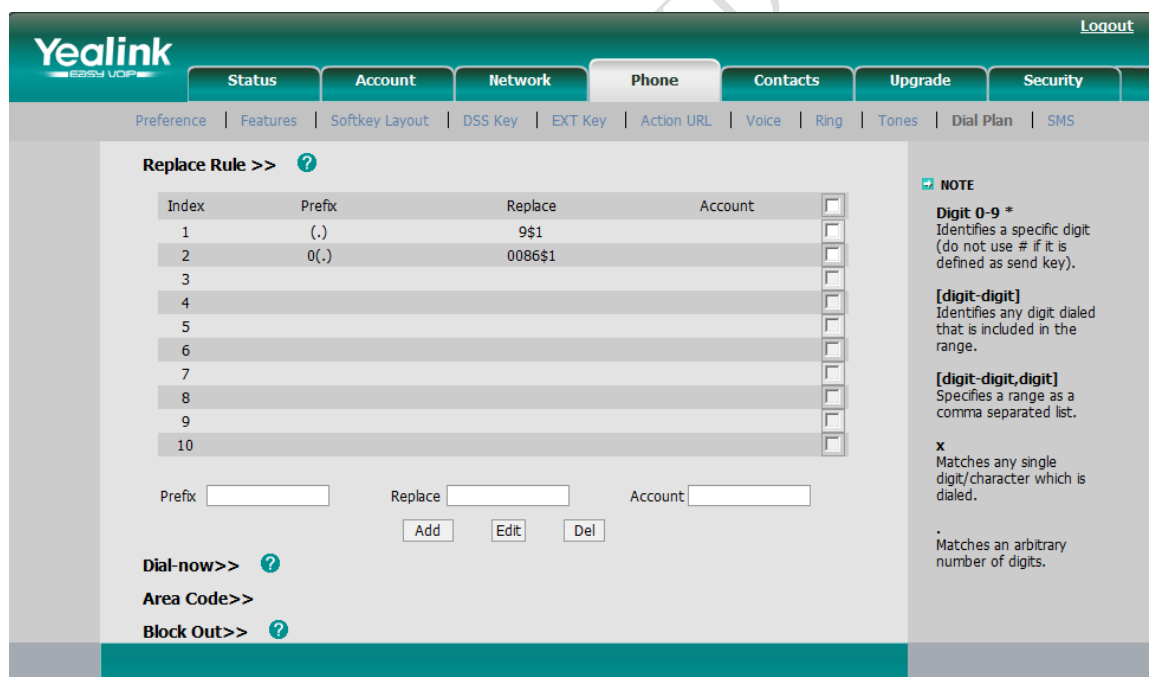 Logout
Yealink
EASY VOIP
Status Account Network Phone Contacts Upgrade Security
Preference | Features | Softkey Layout | DSS Key | EXT Key | Action URL | Voice | Ring | Tones | Dial Plan | SMS
Replace Rule >> ?
Index Prefix Replace Account
1 (.) 9$1
2 0(.) 0086$1
3
4
5
6
7
8
9
10
Prefix Replace Account
Add Edit Del
Dial-now>> ?
Area Code>>
Block Out>> ?
NOTE
Digit 0-9 *
Identifies a specific digit
(do not use # if it is
defined as send key).
[digit-digit]
Identifies any digit dialed
that is included in the
range.
[digit-digit,digit]
Specifies a range as a
comma separated list.
x
Matches any single
digit/character which is
dialed.
.
Matches an arbitrary
number of digits.